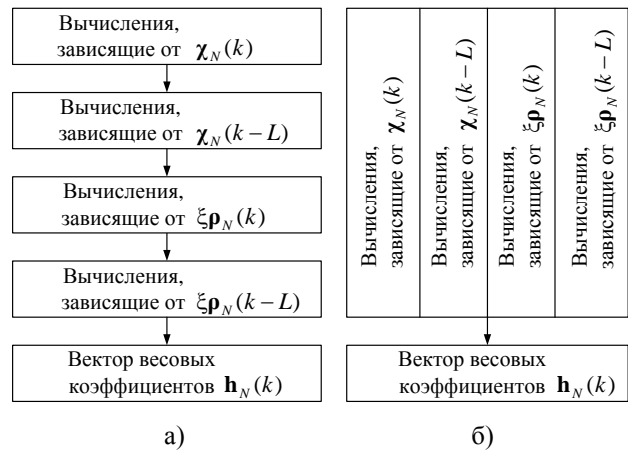 Вычисления,
зависящие от χ_N(k)
Вычисления,
зависящие от χ_N(k − L)
Вычисления,
зависящие от ξρ_N(k)
Вычисления,
зависящие от ξρ_N(k − L)
Вектор весовых
коэффициентов h_N(k)
а)
Вычисления,
зависящие от χ_N(k)
Вычисления,
зависящие от χ_N(k − L)
Вычисления,
зависящие от ξρ_N(k)
Вычисления,
зависящие от ξρ_N(k − L)
Вектор весовых
коэффициентов h_N(k)
б)